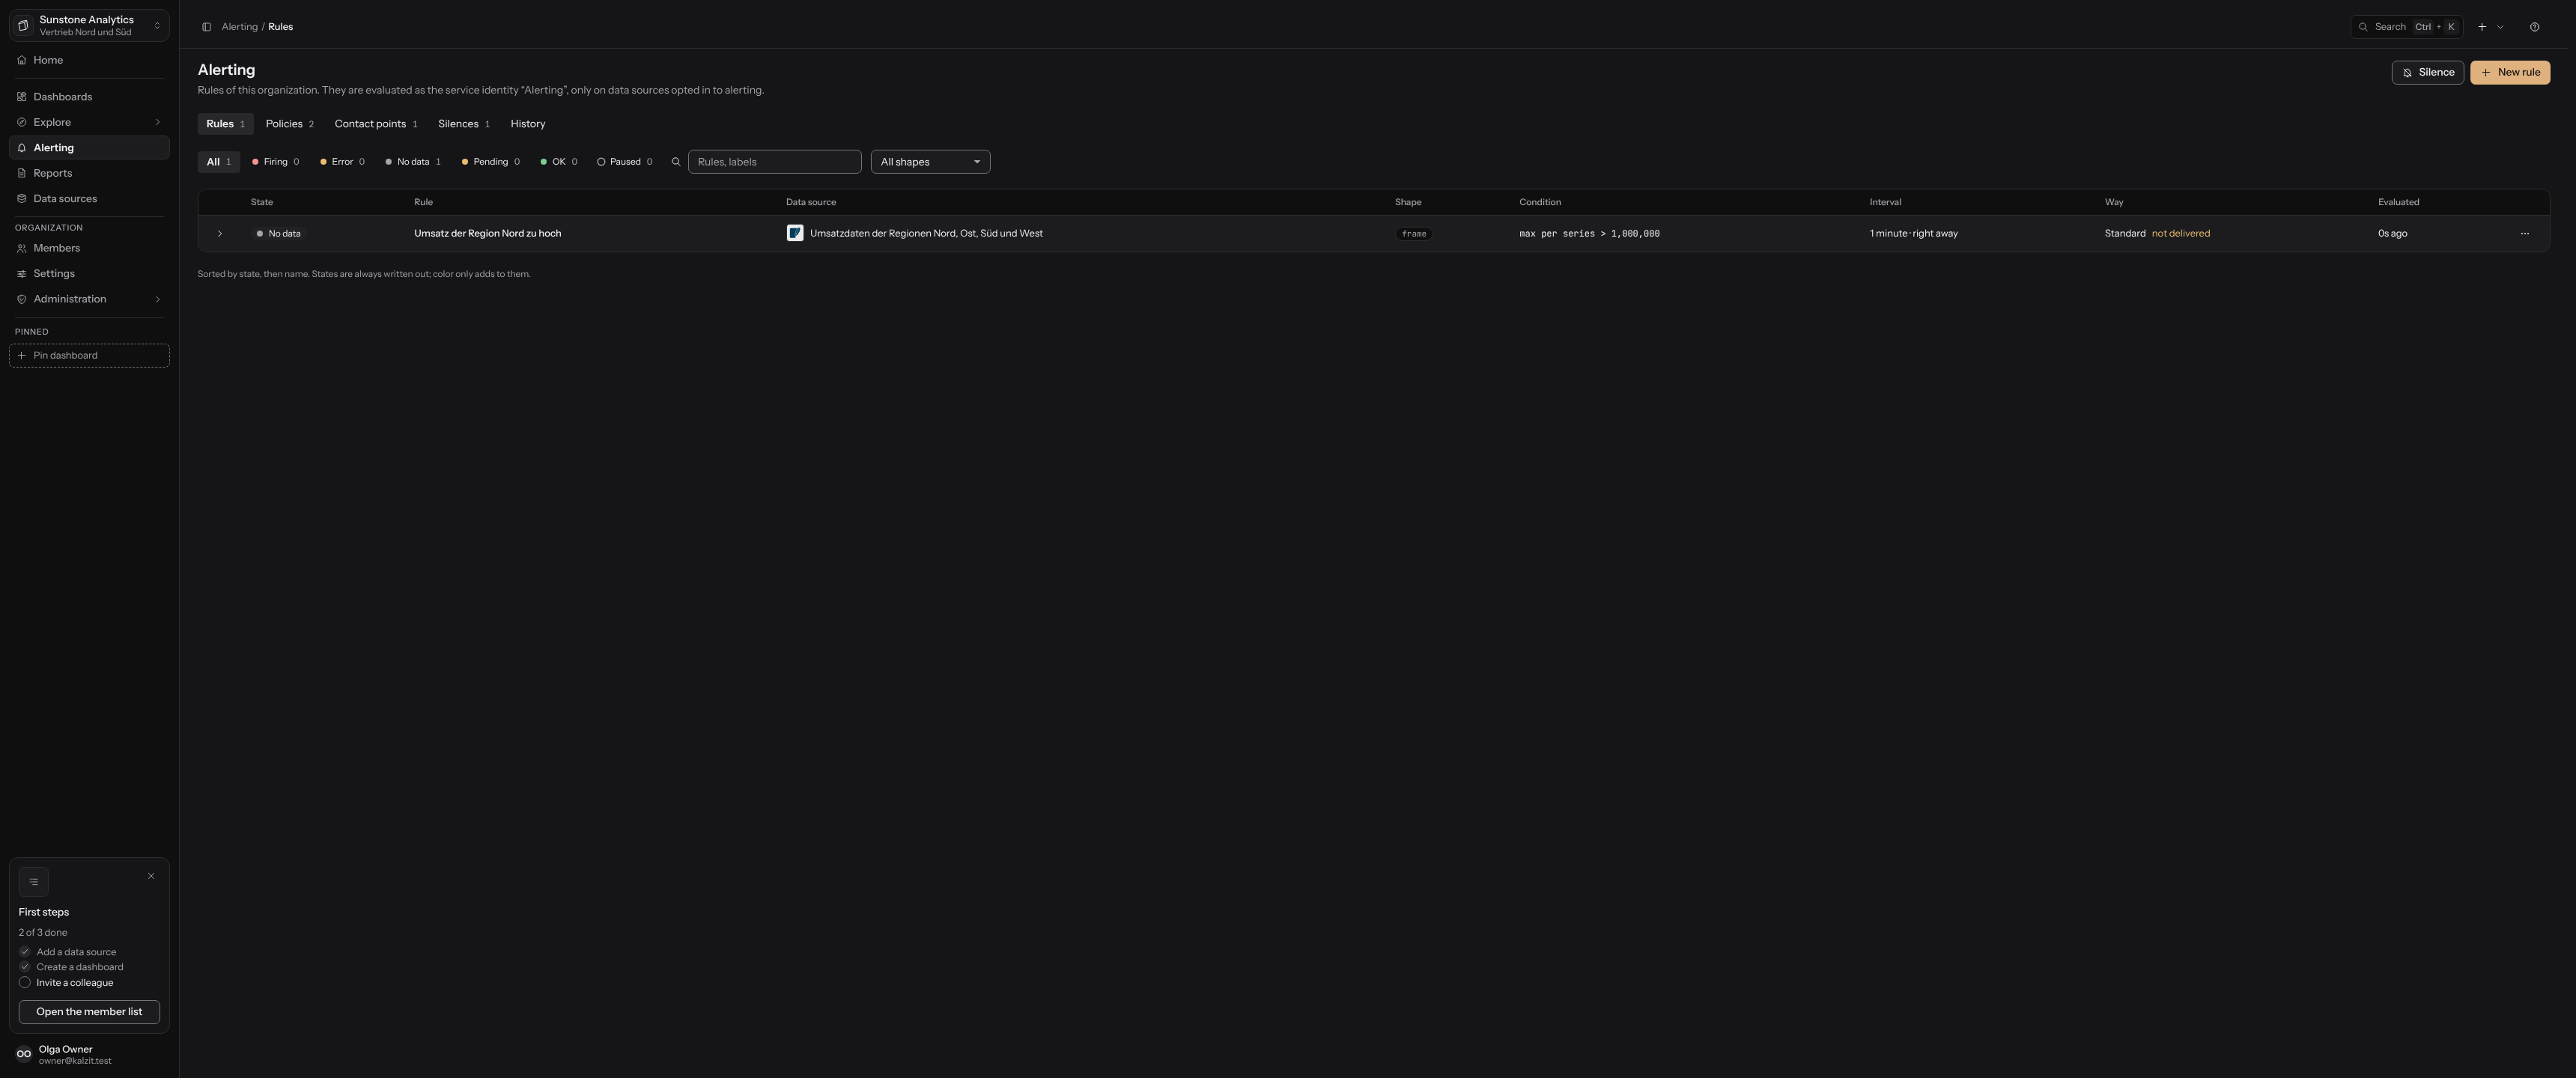 Sunstone Analytics
Vertrieb Nord und Süd
Home
Dashboards
Explore
Alerting
Reports
Data sources
ORGANIZATION
Members
Settings
Administration
PINNED
Pin dashboard
First steps
2 of 3 done
Add a data source
Create a dashboard
Invite a colleague
Open the member list
OO Olga Owner
owner@kalzit.test
Alerting / Rules
Search Ctrl + K
Alerting
Rules of this organization. They are evaluated as the service identity “Alerting”, only on data sources opted in to alerting.
Silence
New rule
Rules 1 Policies 2 Contact points 1 Silences 1 History
All 1 Firing 0 Error 0 No data 1 Pending 0 OK 0 Paused 0 Rules, labels All shapes
State Rule Data source Shape Condition Interval Way Evaluated
No data Umsatz der Region Nord zu hoch Umsatzdaten der Regionen Nord, Ost, Süd und West frame max per series > 1,000,000 1 minute · right away Standard not delivered 0s ago
Sorted by state, then name. States are always written out; color only adds to them.